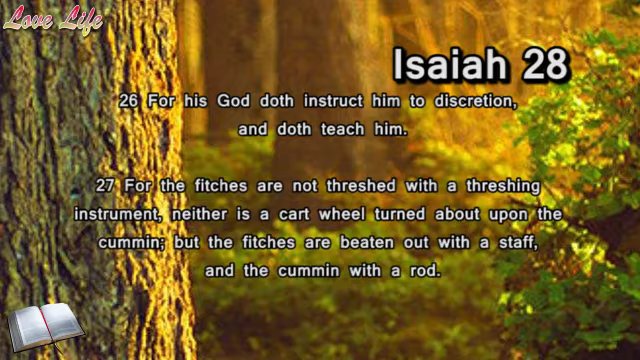 Love Life
Isaiah 28
26 For his God doth instruct him to discretion,
and doth teach him.
27 For the fitches are not threshed with a threshing
instrument, neither is a cart wheel turned about upon the
cummin; but the fitches are beaten out with a staff,
and the cummin with a rod.